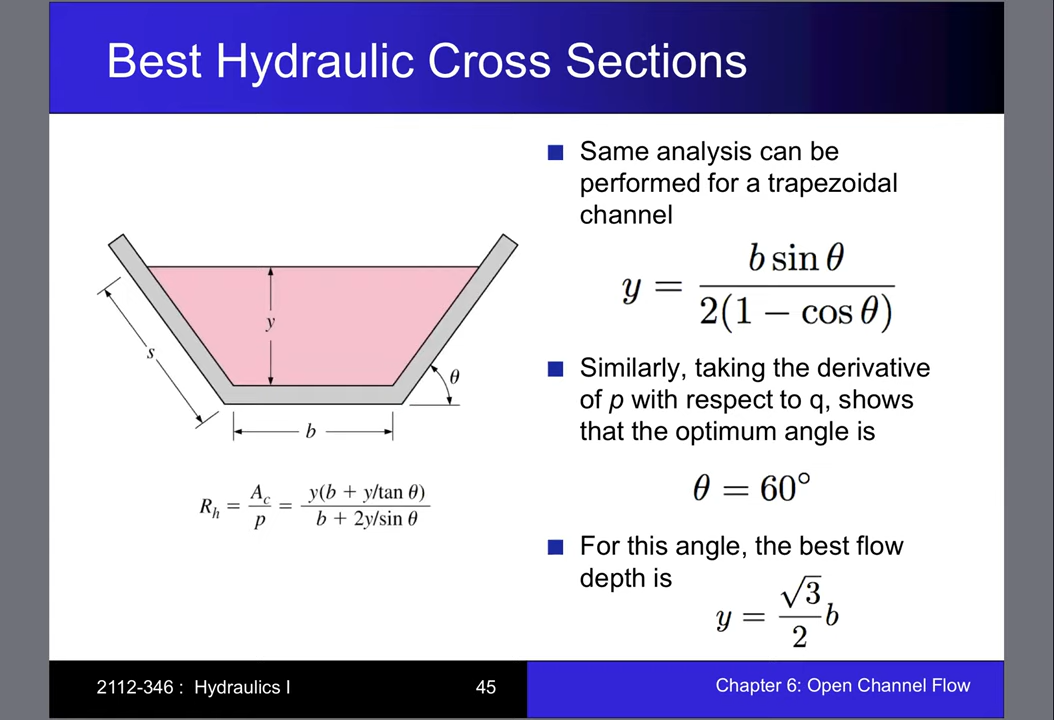 Best Hydraulic Cross Sections
y
s
θ
b
R_h = A_c/p = y(b + y/tan θ)/(b + 2y/sin θ)
■ Same analysis can be
performed for a trapezoidal
channel
y = b sin θ/2(1 − cos θ)
■ Similarly, taking the derivative
of p with respect to q, shows
that the optimum angle is
θ = 60°
■ For this angle, the best flow
depth is
y = √3/2 b
2112-346 : Hydraulics I 45 Chapter 6: Open Channel Flow